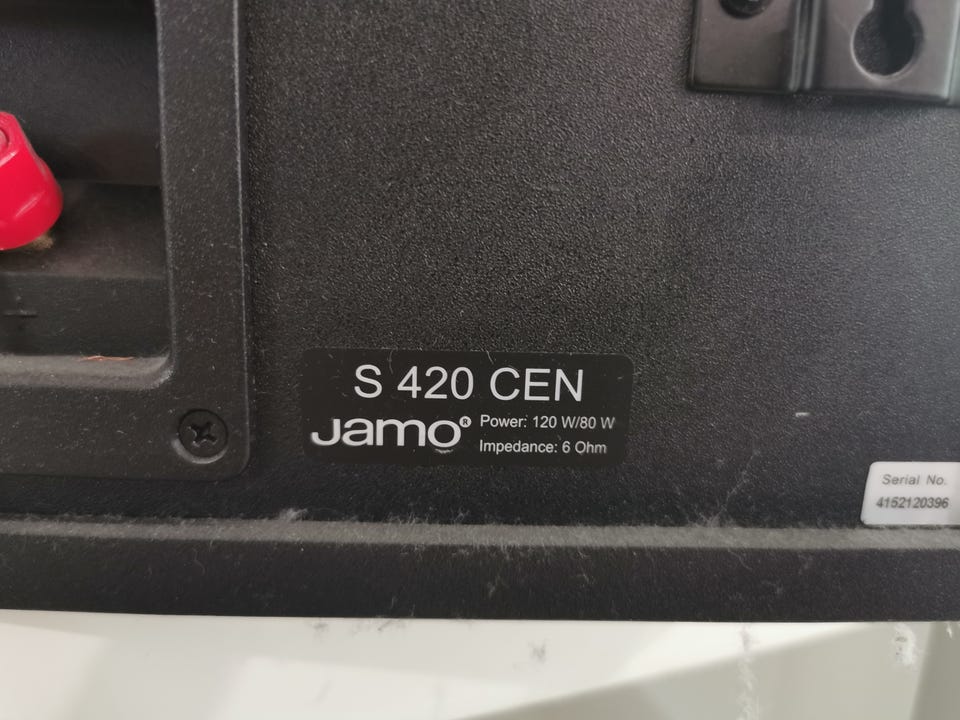 S 420 CEN
Jamo® Power: 120 W/80 W
Impedance: 6 Ohm
Serial No.
4152120396